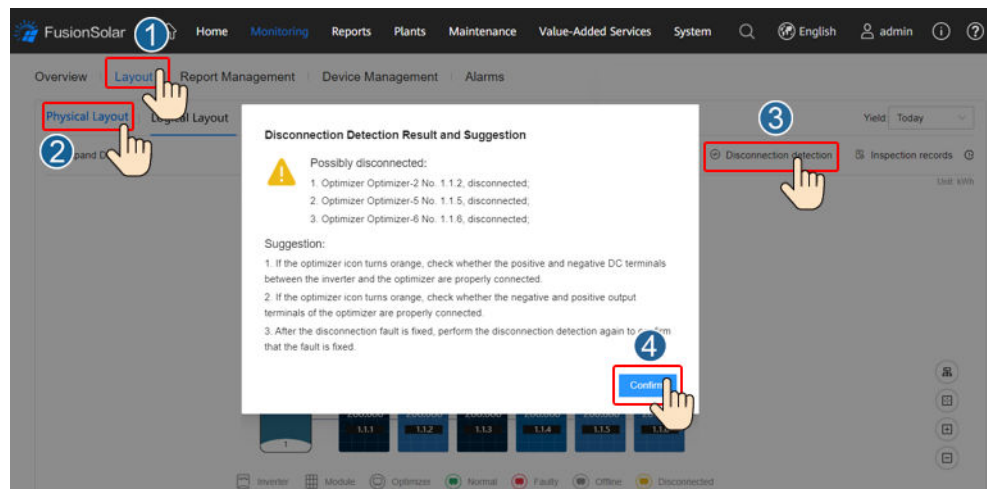 FusionSolar
1
Home
Monitoring
Reports
Plants
Maintenance
Value-Added Services
System
English
admin
Overview
Layout
Report Management
Device Management
Alarms
Physical Layout
Logical Layout
3
Yield
Today
2
Disconnection detection
Inspection records
Unit: kWh
Disconnection Detection Result and Suggestion
Possibly disconnected:
1. Optimizer Optimizer-2 No. 1.1.2, disconnected;
2. Optimizer Optimizer-5 No. 1.1.5, disconnected;
3. Optimizer Optimizer-6 No. 1.1.6, disconnected;
Suggestion:
1. If the optimizer icon turns orange, check whether the positive and negative DC terminals
between the inverter and the optimizer are properly connected.
2. If the optimizer icon turns orange, check whether the negative and positive output
terminals of the optimizer are properly connected.
3. After the disconnection fault is fixed, perform the disconnection detection again to confirm
that the fault is fixed.
4
Confirm
1
1.1.1
1.1.2
1.1.3
1.1.4
1.1.5
Inverter
Module
Optimizer
Normal
Faulty
Offline
Disconnected